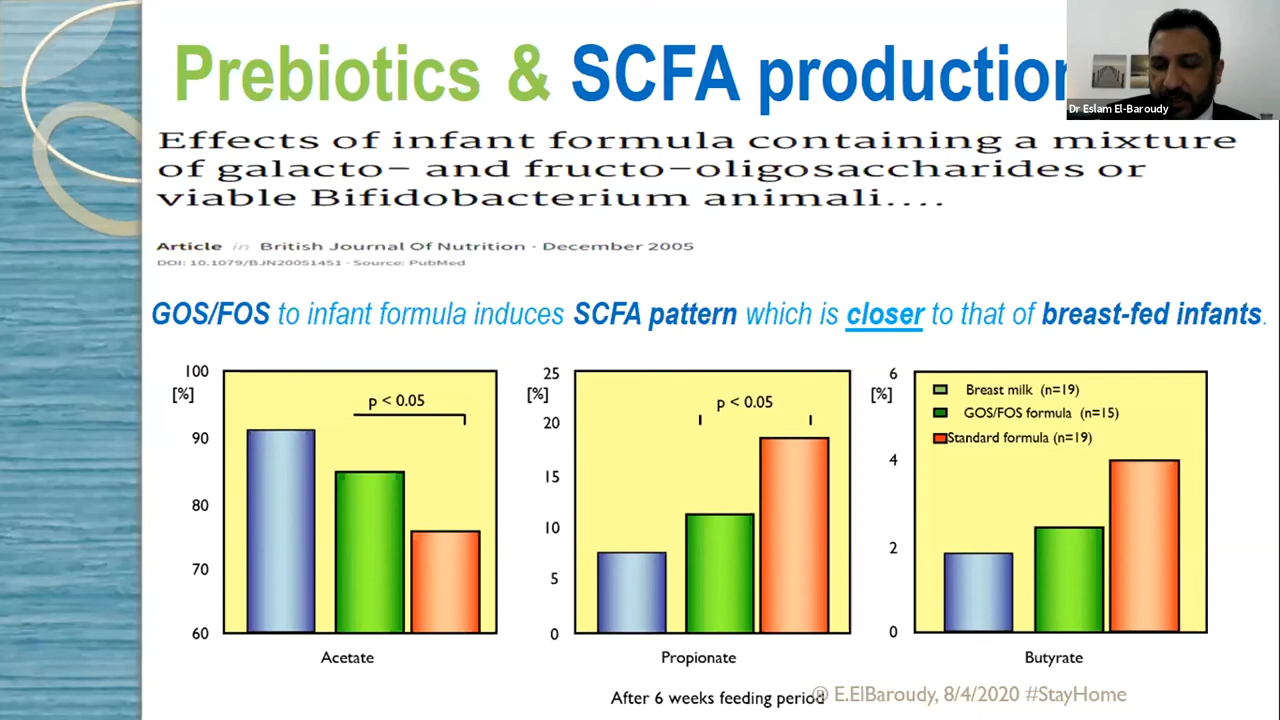 Prebiotics & SCFA production
Dr Eslam El-Baroudy
Effects of infant formula containing a mixture
of galacto– and fructo–oligosaccharides or
viable Bifidobacterium animali....
Article in British Journal Of Nutrition · December 2005
DOI: 10.1079/BJN20051451 · Source: PubMed
GOS/FOS to infant formula induces SCFA pattern which is closer to that of breast-fed infants.
100
[%]
90
80
70
60
p < 0.05
Acetate
25
[%]
20
15
10
5
0
p < 0.05
Propionate
6
[%]
4
2
0
Breast milk (n=19)
GOS/FOS formula (n=15)
Standard formula (n=19)
Butyrate
After 6 weeks feeding period
© E.ElBaroudy, 8/4/2020 #StayHome